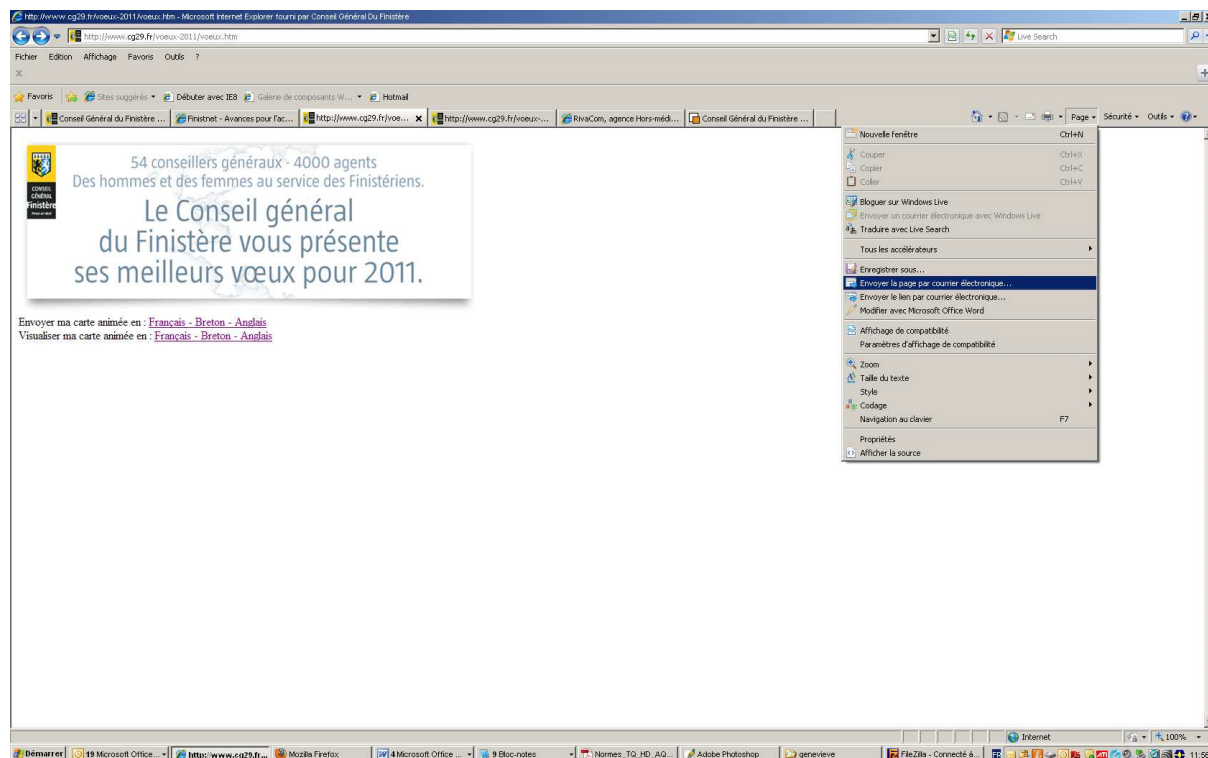 http://www.cg29.fr/voeux-2011/voeux.htm - Microsoft Internet Explorer fourni par Conseil Général Du Finistère
http://www.cg29.fr/voeux-2011/voeux.htm Live Search
Fichier Edition Affichage Favoris Outils ?
x
Favoris Sites suggérés Débuter avec IE8 Galerie de composants W... Hotmail
Conseil Général du Finistère ... Finistnet - Avances pour l'ac... http://www.cg29.fr/voe... x http://www.cg29.fr/voeux-... RivaCom, agence Hors-médi... Conseil Général du Finistère ... Page Sécurité Outils
Nouvelle fenêtre Ctrl+N
Couper Ctrl+X
Copier Ctrl+C
Coller Ctrl+V
Bloguer sur Windows Live
Envoyer un courrier électronique avec Windows Live
Traduire avec Live Search
Tous les accélérateurs
Enregistrer sous...
Envoyer la page par courrier électronique...
Envoyer le lien par courrier électronique...
Modifier avec Microsoft Office Word
Affichage de compatibilité
Paramètres d'affichage de compatibilité
Zoom
Taille du texte
Style
Codage
Navigation au clavier F7
Propriétés
Afficher la source
CONSEIL
GÉNÉRAL
Finistère
54 conseillers généraux - 4000 agents
Des hommes et des femmes au service des Finistériens.
Le Conseil général
du Finistère vous présente
ses meilleurs vœux pour 2011.
Envoyer ma carte animée en : Français - Breton - Anglais
Visualiser ma carte animée en : Français - Breton - Anglais
Internet 100%
Démarrer 19 Microsoft Office... http://www.cg29.fr... Mozilla Firefox 4 Microsoft Office ... 9 Bloc-notes Normes_TQ_HD_AQ... Adobe Photoshop genevieve FileZilla - Connecté à... FR